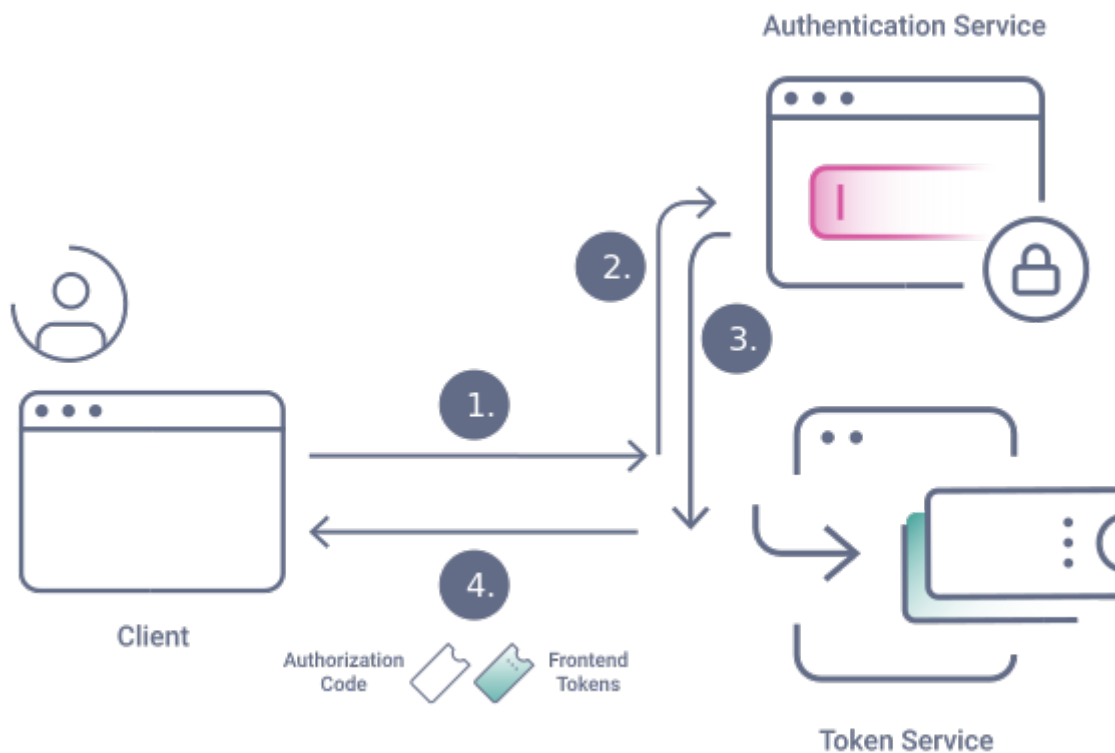 Authentication Service
2.
3.
1.
4.
Client
Authorization
Code
Frontend
Tokens
Token Service